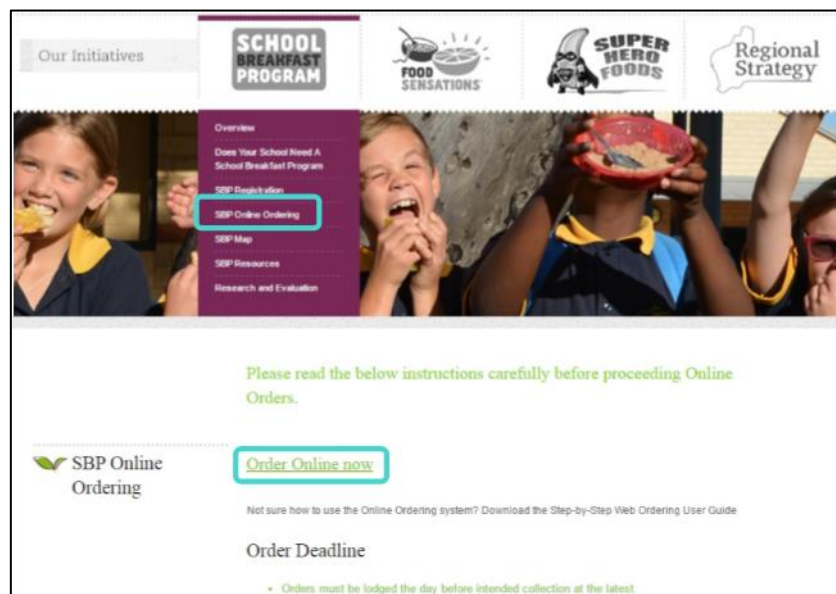 Our Initiatives
SCHOOL
BREAKFAST
PROGRAM
FOOD
SENSATIONS
SUPER
HERO
FOODS
Regional
Strategy
Overview
Does Your School Need A
School Breakfast Program
SBP Registration
SBP Online Ordering
SBP Map
SBP Resources
Research and Evaluation
Please read the below instructions carefully before proceeding Online
Orders.
SBP Online
Ordering
Order Online now
Not sure how to use the Online Ordering system? Download the Step-by-Step Web Ordering User Guide
Order Deadline
• Orders must be lodged the day before intended collection at the latest.